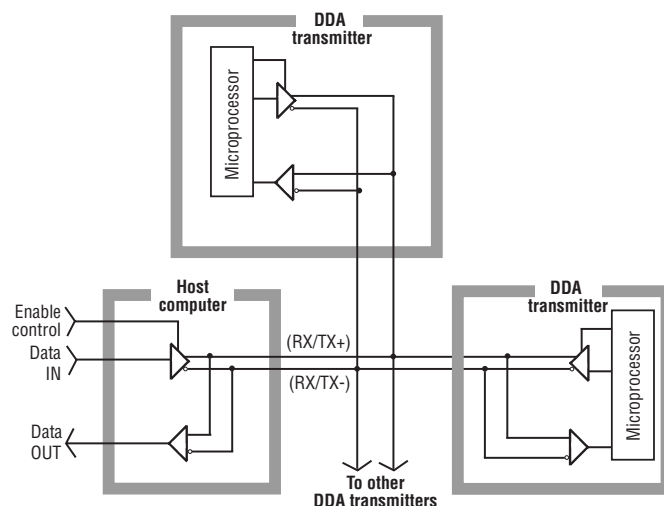 DDA
transmitter
Microprocessor
Host
computer
DDA
transmitter
Enable
control
Data
IN
Data
OUT
(RX/TX+)
(RX/TX-)
Microprocessor
To other
DDA transmitters